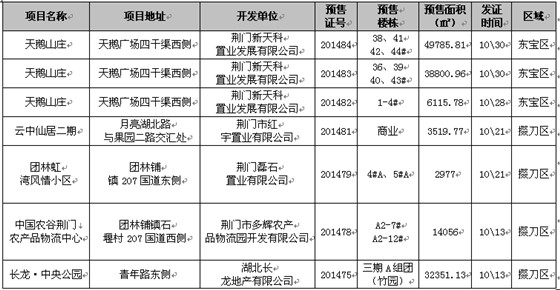 项目名称 项目地址 开发单位 预售证号 预售楼栋 预售面积(㎡) 发证时间 区域
天鹅山庄 天鹅广场四干渠西侧 荆门新天科置业发展有限公司 201484 38、41 42、44# 49785.81 10\30 东宝区
天鹅山庄 天鹅广场四干渠西侧 荆门新天科置业发展有限公司 201483 36、39 40、43# 38800.96 10\30 东宝区
天鹅山庄 天鹅广场四干渠西侧 荆门新天科置业发展有限公司 201482 1-4# 6115.78 10\28 东宝区
云中仙居二期 月亮湖北路与果园二路交汇处 荆门市红宇置业有限公司 201481 商业 3519.77 10\21 掇刀区
团林虹湾风情小区 团林铺镇 207 国道东侧 荆门磊石置业有限公司 201479 4#A、5#A 2977 10\21 掇刀区
中国农谷荆门农产品物流中心 团林铺镇石堰村 207 国道西侧 荆门市多辉农产品物流园开发有限公司 201478 A2-7# A2-12# 14056 10\13 掇刀区
长龙·中央公园 青年路东侧 湖北长龙地产有限公司 201475 三期 A 组团(竹园) 32351.13 10\13 掇刀区